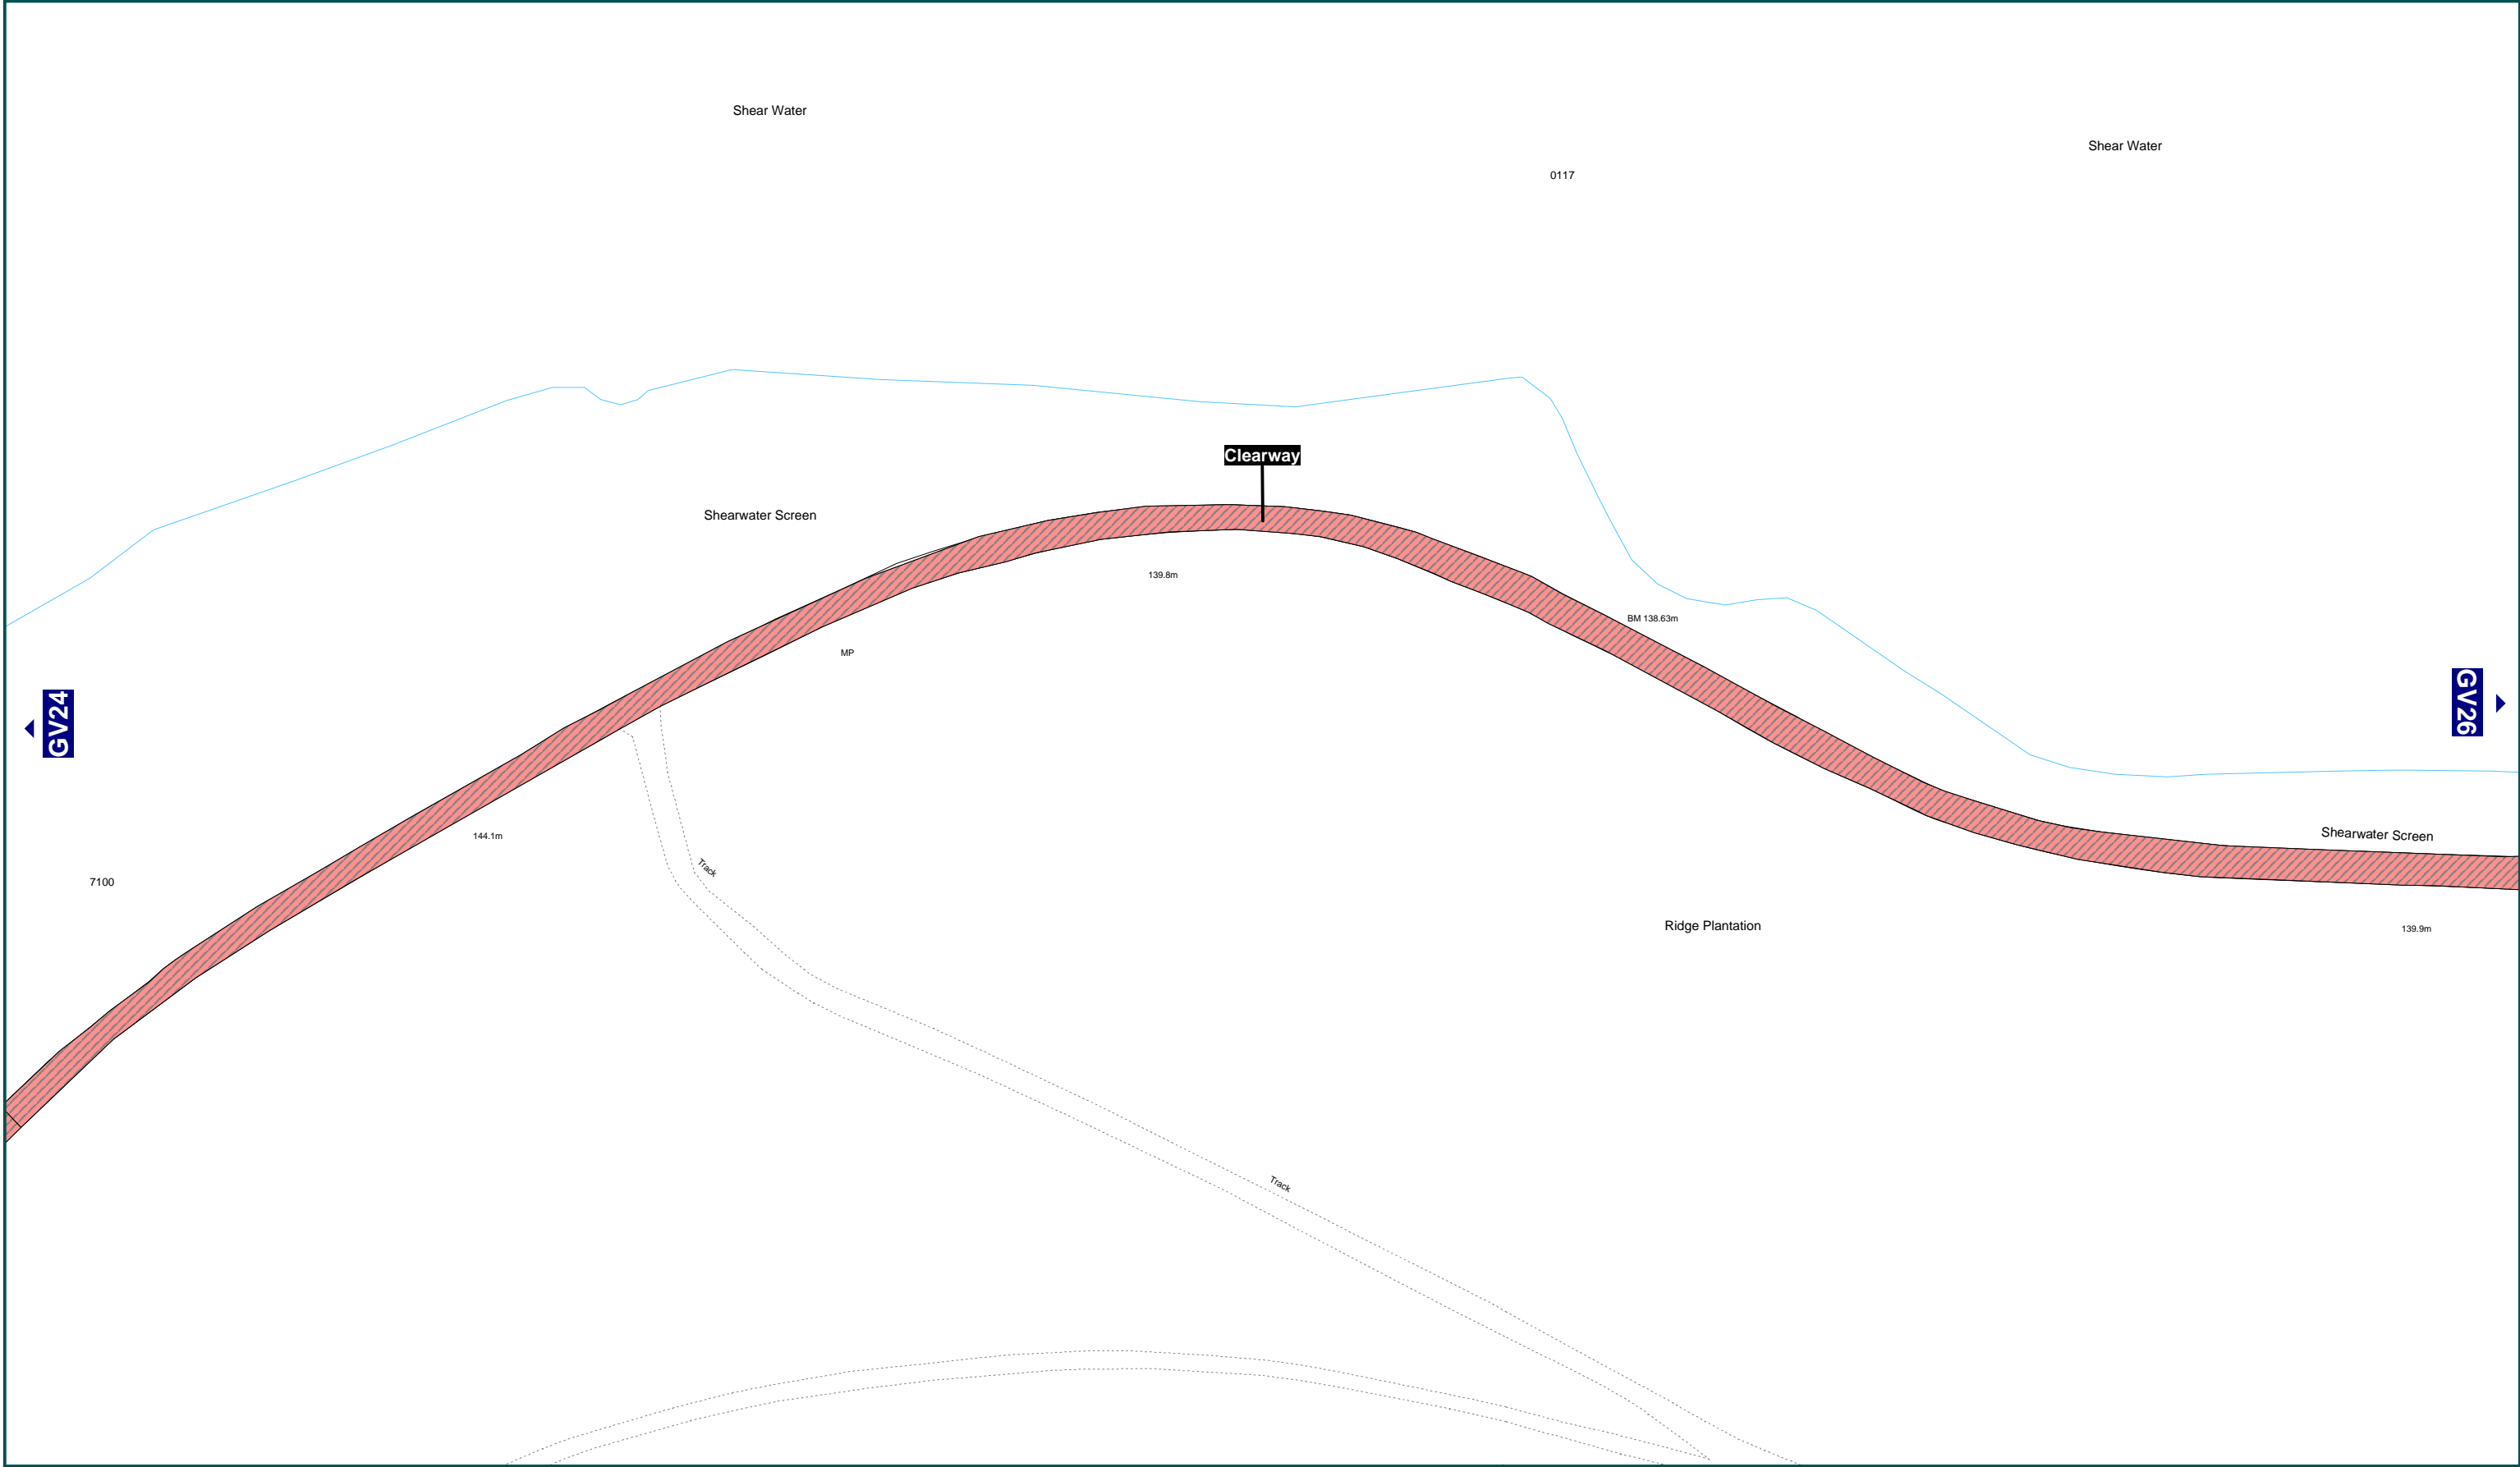 Shear Water
Shear Water
0117
Clearway
Shearwater Screen
139.8m
BM 138.63m
MP
GV24
GV26
144.1m
Shearwater Screen
Track
7100
Ridge Plantation
139.9m
Track